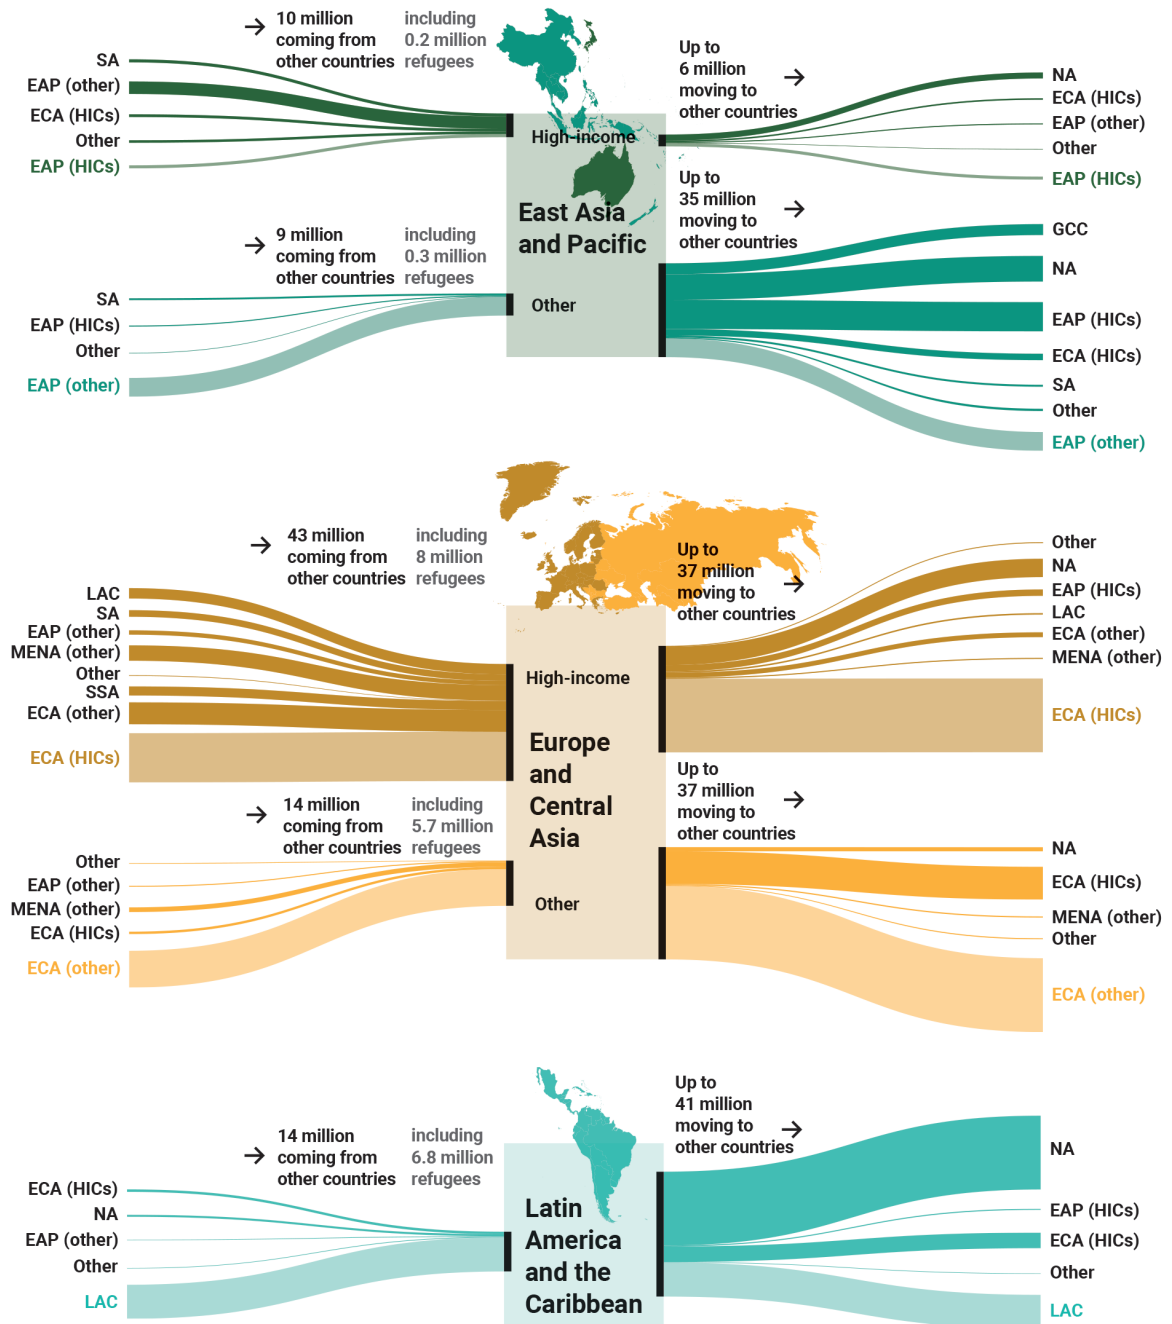 10 million
coming from
other countries
including
0.2 million
refugees
SA
EAP (other)
ECA (HICs)
Other
EAP (HICs)
High-income
Up to
6 million
moving to
other countries
NA
ECA (HICs)
EAP (other)
Other
EAP (HICs)
East Asia
and Pacific
9 million
coming from
other countries
including
0.3 million
refugees
SA
EAP (HICs)
Other
EAP (other)
Other
Up to
35 million
moving to
other countries
GCC
NA
EAP (HICs)
ECA (HICs)
SA
Other
EAP (other)
43 million
coming from
other countries
including
8 million
refugees
LAC
SA
EAP (other)
MENA (other)
Other
SSA
ECA (other)
ECA (HICs)
High-income
Up to
37 million
moving to
other countries
Other
NA
EAP (HICs)
LAC
ECA (other)
MENA (other)
ECA (HICs)
Europe
and
Central
Asia
14 million
coming from
other countries
including
5.7 million
refugees
Other
EAP (other)
MENA (other)
ECA (HICs)
ECA (other)
Other
Up to
37 million
moving to
other countries
NA
ECA (HICs)
MENA (other)
Other
ECA (other)
14 million
coming from
other countries
including
6.8 million
refugees
ECA (HICs)
NA
EAP (other)
Other
LAC
Latin
America
and the
Caribbean
Up to
41 million
moving to
other countries
NA
EAP (HICs)
ECA (HICs)
Other
LAC